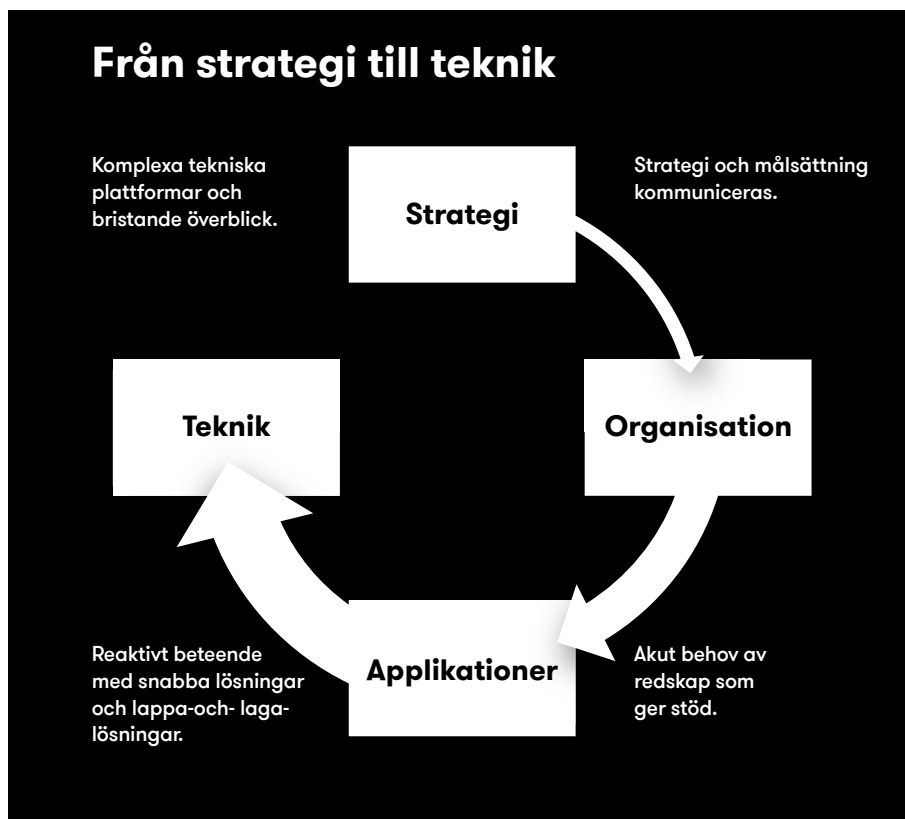 Från strategi till teknik
Komplexa tekniska
plattformar och
bristande överblick.
Strategi
Strategi och målsättning
kommuniceras.
Teknik
Organisation
Reaktivt beteende
med snabba lösningar
och lappa-och- laga-
lösningar.
Applikationer
Akut behov av
redskap som
ger stöd.